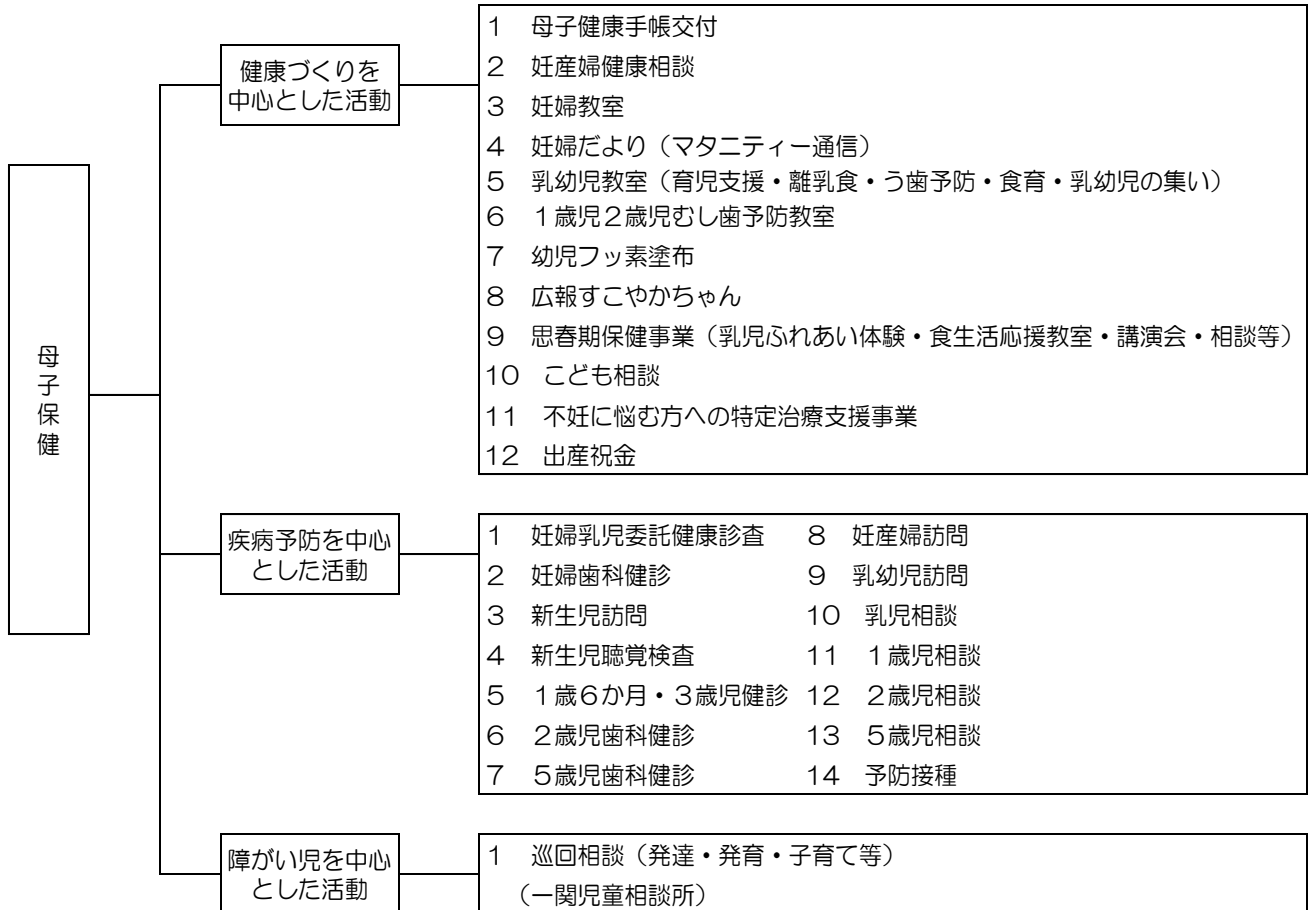 母子保健
健康づくりを
中心とした活動
1 母子健康手帳交付
2 妊産婦健康相談
3 妊婦教室
4 妊婦だより(マタニティー通信)
5 乳幼児教室(育児支援・離乳食・う歯予防・食育・乳幼児の集い)
6 1歳児2歳児むし歯予防教室
7 幼児フッ素塗布
8 広報すこやかちゃん
9 思春期保健事業(乳児ふれあい体験・食生活応援教室・講演会・相談等)
10 こども相談
11 不妊に悩む方への特定治療支援事業
12 出産祝金
疾病予防を中心
とした活動
1 妊婦乳児委託健康診査 8 妊産婦訪問
2 妊婦歯科健診 9 乳幼児訪問
3 新生児訪問 10 乳児相談
4 新生児聴覚検査 11 1歳児相談
5 1歳6か月・3歳児健診 12 2歳児相談
6 2歳児歯科健診 13 5歳児相談
7 5歳児歯科健診 14 予防接種
障がい児を中心
とした活動
1 巡回相談(発達・発育・子育て等)
(一関児童相談所)